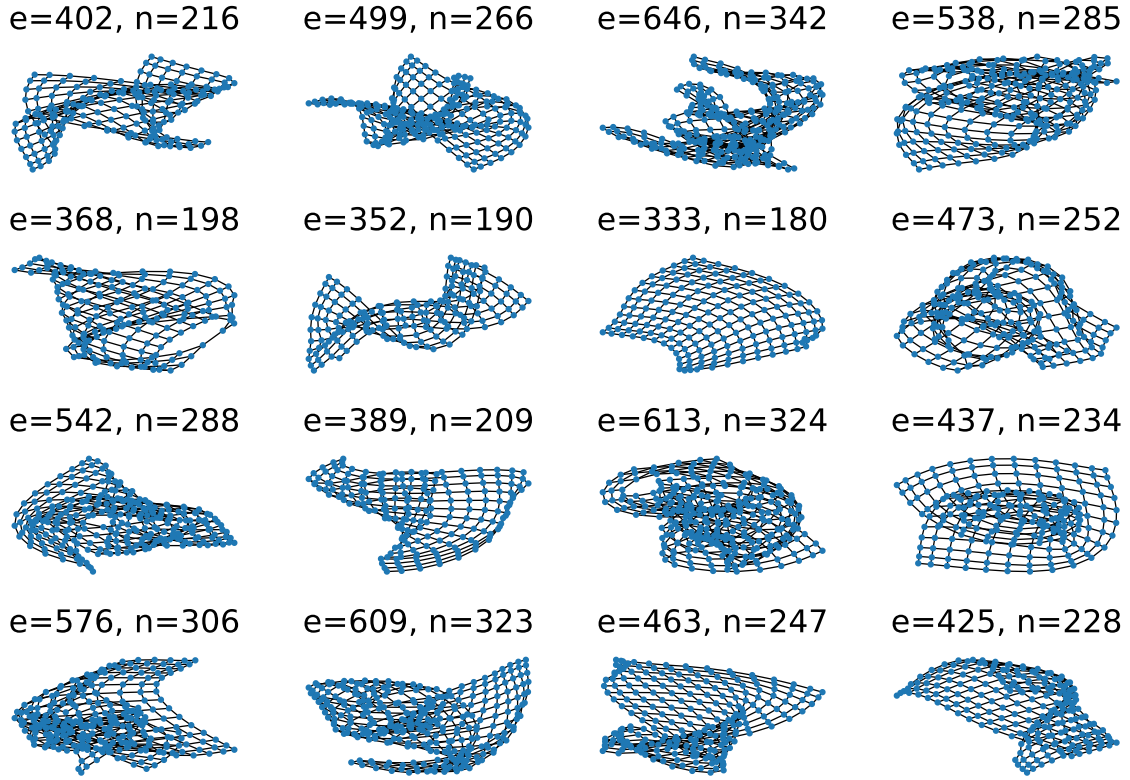 e=402, n=216
e=499, n=266
e=646, n=342
e=538, n=285
e=368, n=198
e=352, n=190
e=333, n=180
e=473, n=252
e=542, n=288
e=389, n=209
e=613, n=324
e=437, n=234
e=576, n=306
e=609, n=323
e=463, n=247
e=425, n=228